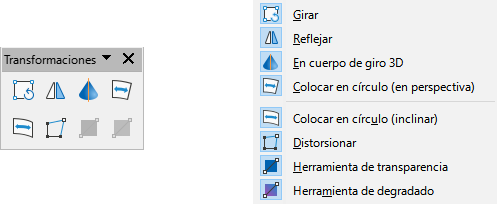 Transformaciones
Girar
Reflejar
En cuerpo de giro 3D
Colocar en círculo (en perspectiva)
Colocar en círculo (inclinar)
Distorsionar
Herramienta de transparencia
Herramienta de degradado